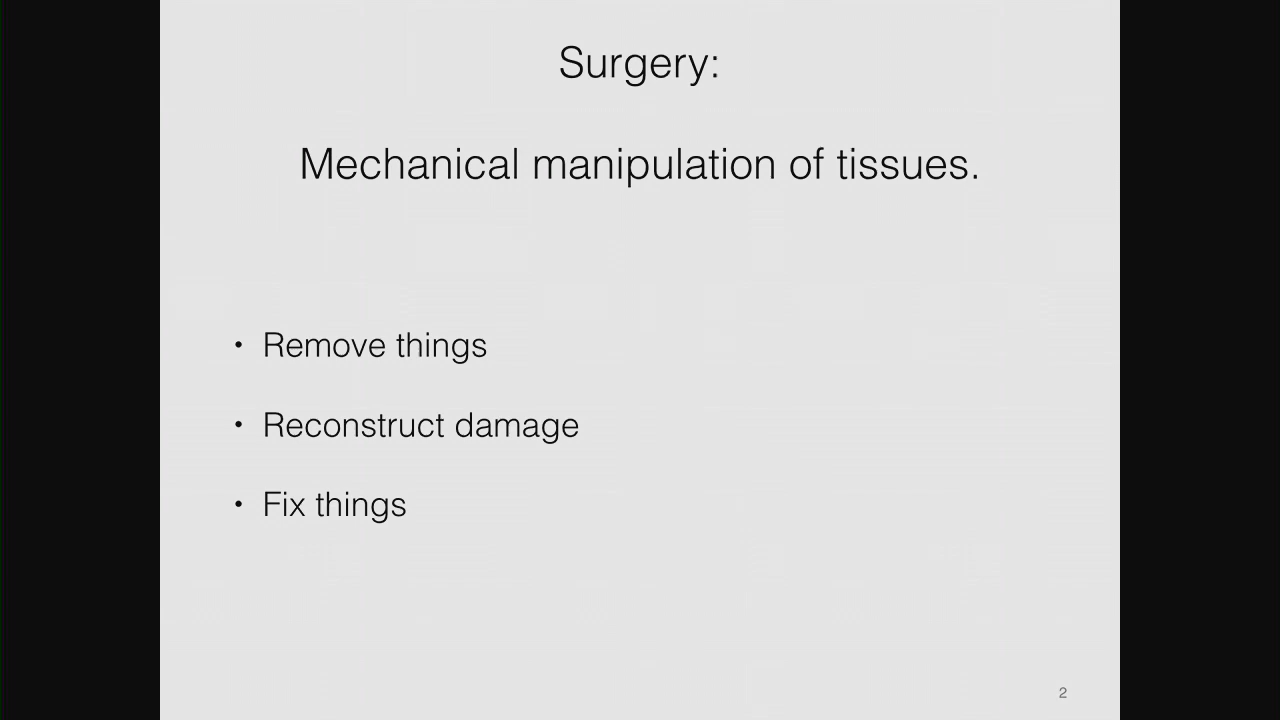 Surgery:
Mechanical manipulation of tissues.
• Remove things
• Reconstruct damage
• Fix things
2